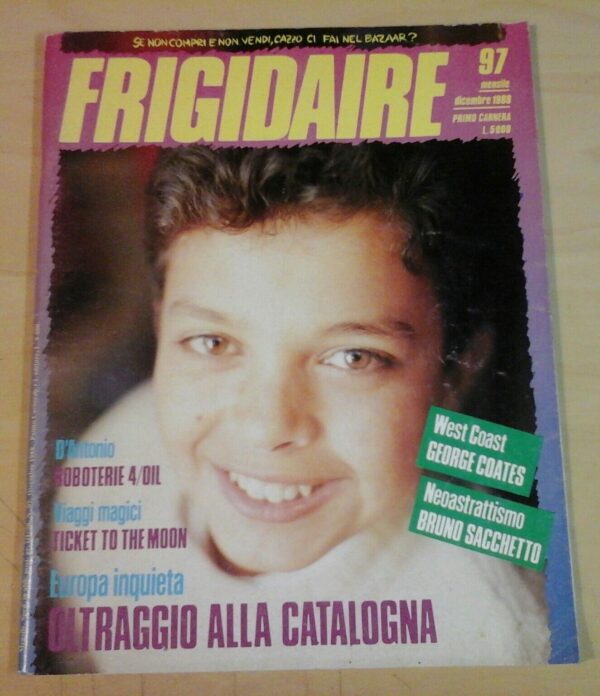 SE NON COMPRI E NON VENDI, CAZZO CI FAI NEL BAZAAR?
FRIGIDAIRE
97
mensile
dicembre 1988
PRIMO CARNERA
L. 5000
D'Antonio
ROBOTERIE 4/DIL
Viaggi magici
TICKET TO THE MOON
Europa inquieta
OLTRAGGIO ALLA CATALOGNA
West Coast
GEORGE COATES
Neoastrattismo
BRUNO SACCHETTO